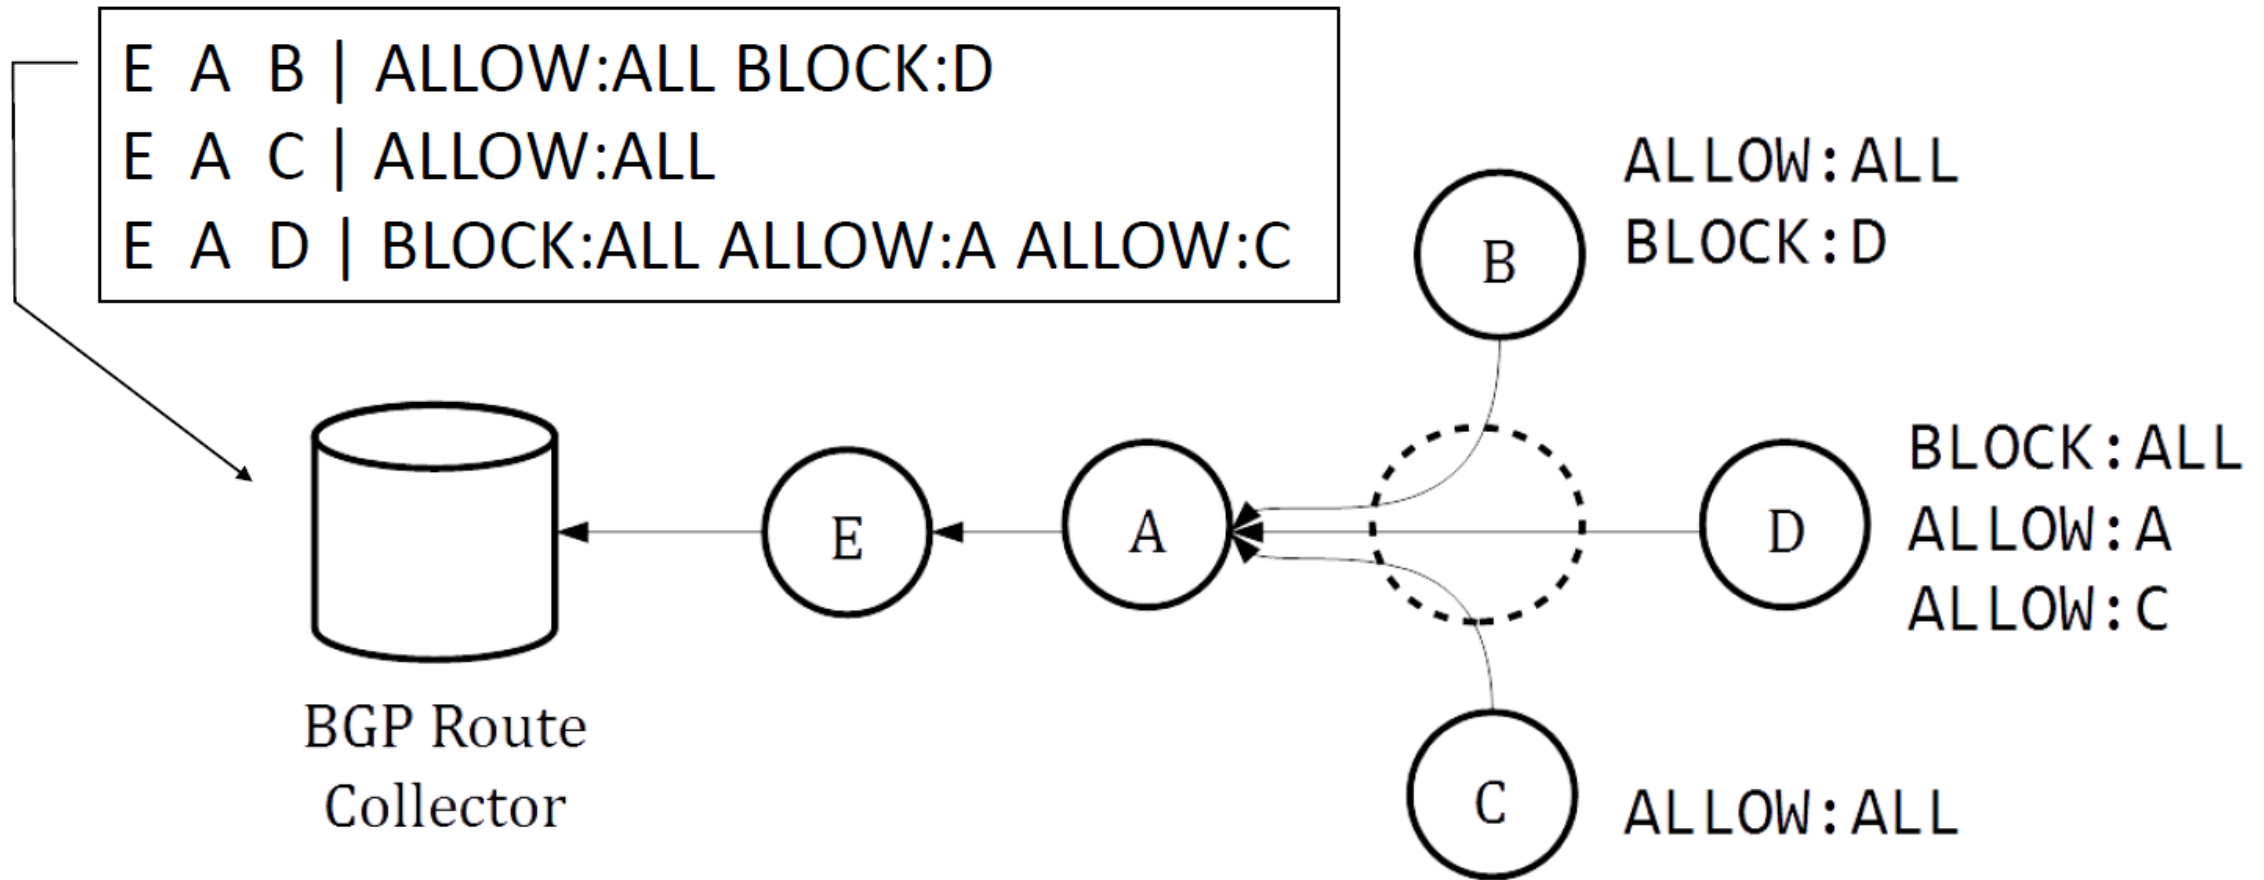 E A B | ALLOW:ALL BLOCK:D
E A C | ALLOW:ALL
E A D | BLOCK:ALL ALLOW:A ALLOW:C
ALLOW:ALL
BLOCK:D
B
BLOCK:ALL
ALLOW:A
ALLOW:C
E
A
D
BGP Route
Collector
C
ALLOW:ALL